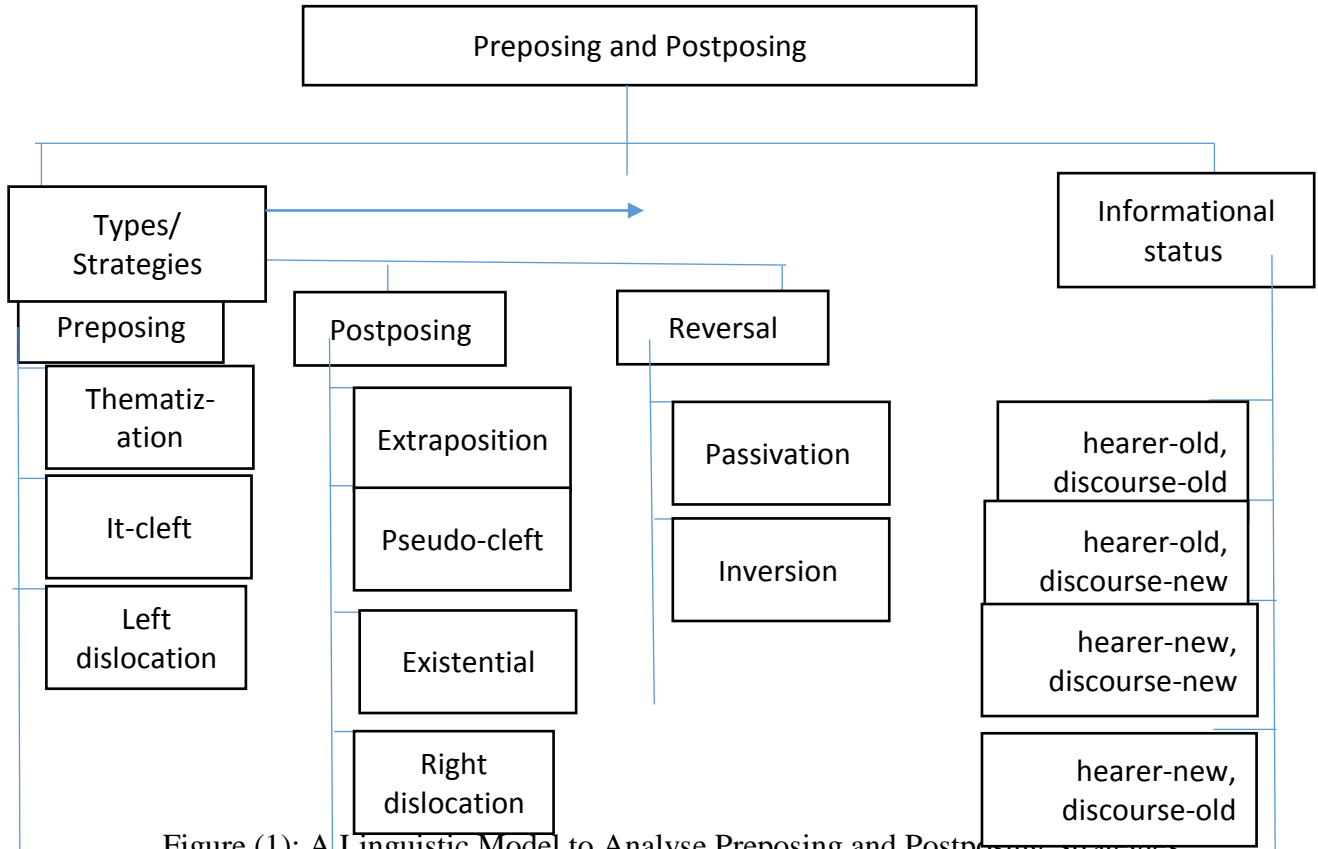 Preposing and Postposing
Types/
Strategies
Informational
status
Preposing
Postposing
Reversal
Thematiz-
ation
It-cleft
Left
dislocation
Extraposition
Pseudo-cleft
Existential
Right
dislocation
Passivation
Inversion
hearer-old,
discourse-old
hearer-old,
discourse-new
hearer-new,
discourse-new
hearer-new,
discourse-old
Figure (1): A Linguistic Model to Analyse Preposing and